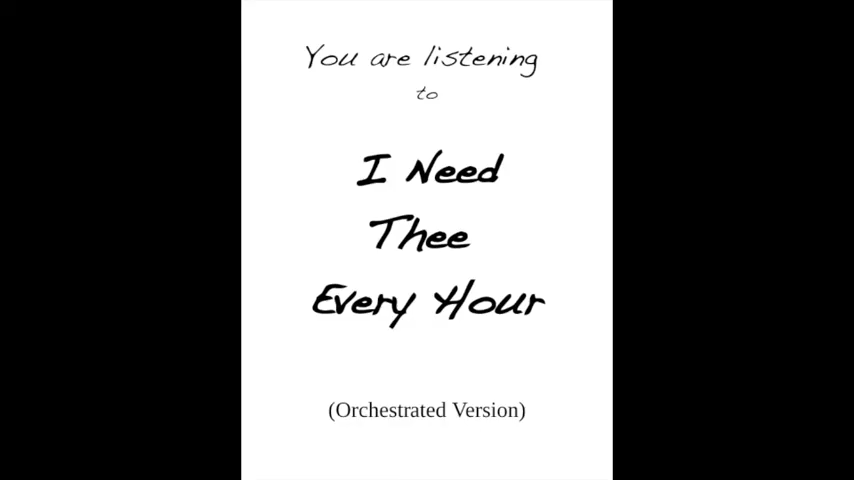 You are listening
to
I Need
Thee
Every Hour
(Orchestrated Version)